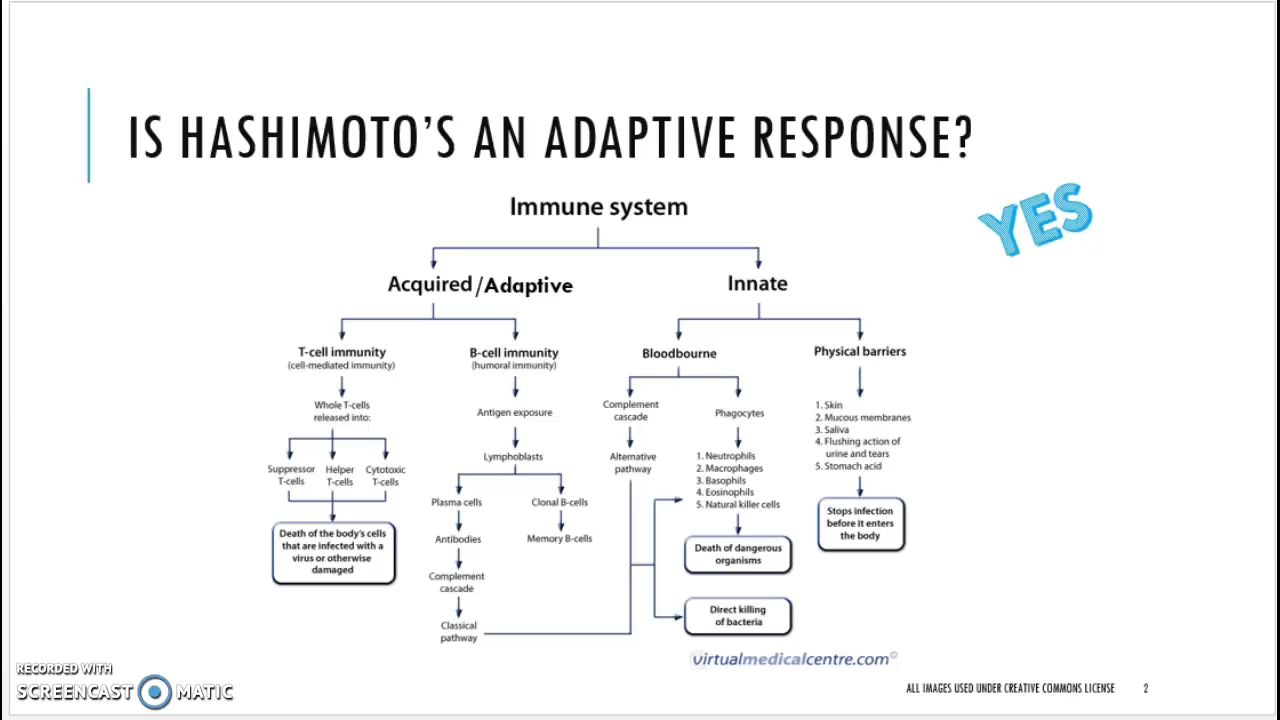 IS HASHIMOTO'S AN ADAPTIVE RESPONSE?
YES
Immune system
Acquired/Adaptive
Innate
T-cell immunity
(cell-mediated immunity)
B-cell immunity
(humoral immunity)
Bloodbourne
Physical barriers
Whole T-cells
released into:
Antigen exposure
Complement
cascade
Phagocytes
1. Skin
2. Mucous membranes
3. Saliva
4. Flushing action of
urine and tears
5. Stomach acid
Suppressor
T-cells
Helper
T-cells
Cytotoxic
T-cells
Lymphoblasts
Alternative
pathway
1. Neutrophils
2. Macrophages
3. Basophils
4. Eosinophils
5. Natural killer cells
Plasma cells
Clonal B-cells
Stops infection
before it enters
the body
Death of the body's cells
that are infected with a
virus or otherwise
damaged
Antibodies
Memory B-cells
Death of dangerous
organisms
Complement
cascade
Direct killing
of bacteria
Classical
pathway
virtualmedicalcentre.com©
RECORDED WITH
SCREENCAST MATIC
ALL IMAGES USED UNDER CREATIVE COMMONS LICENSE
2